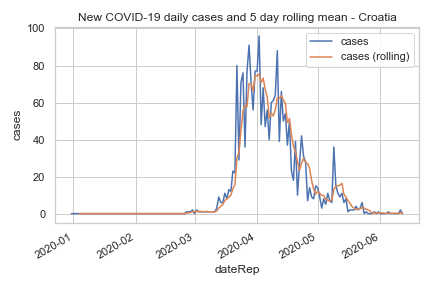 New COVID-19 daily cases and 5 day rolling mean - Croatia
cases
cases (rolling)
100
80
60
40
20
0
cases
2020-01
2020-02
2020-03
2020-04
2020-05
2020-06
dateRep